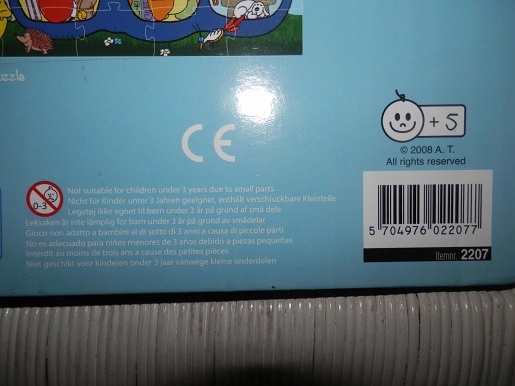 uzzle
CE
+5
© 2008 A. T.
All rights reserved
0-3
Not suitable for children under 3 years due to small parts
Nicht für Kinder unter 3 Jahren geeignet, enthält verschluckbare Kleinteile
Legetøj ikke egnet til børn under 3 år på grund af små dele
Leksaken är inte lämplig för barn under 3 år på grund av smådelar
Gioco non adatto a bambini al di sotto di 3 anni a causa di piccole parti
No es adequado para niños menores de 3 años debido a piezas pequeñas
Interdit au moins de trois ans a cause des petites pièces
Niet geschikt voor kinderen onder 3 jaar vanwege kleine onderdelen
5 704976 022077
Itemnr. 2207